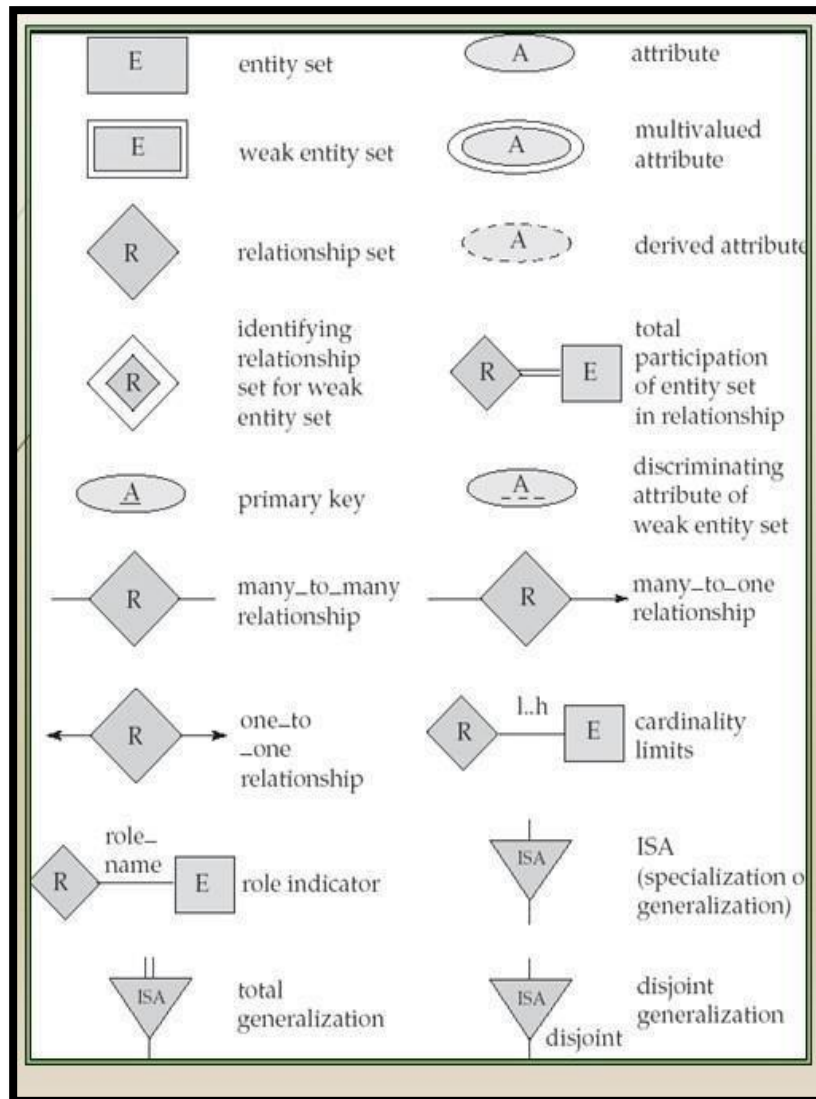 E
entity set
A
attribute
E
weak entity set
A
multivalued
attribute
R
relationship set
A
derived attribute
R
identifying
relationship
set for weak
entity set
R
E
total
participation
of entity set
in relationship
A
primary key
A
discriminating
attribute of
weak entity set
R
many_to_many
relationship
R
many_to_one
relationship
R
one_to
_one
relationship
R
l..h
E
cardinality
limits
R
role_
name
E
role indicator
ISA
ISA
(specialization o
generalization)
ISA
total
generalization
ISA
disjoint
disjoint
generalization